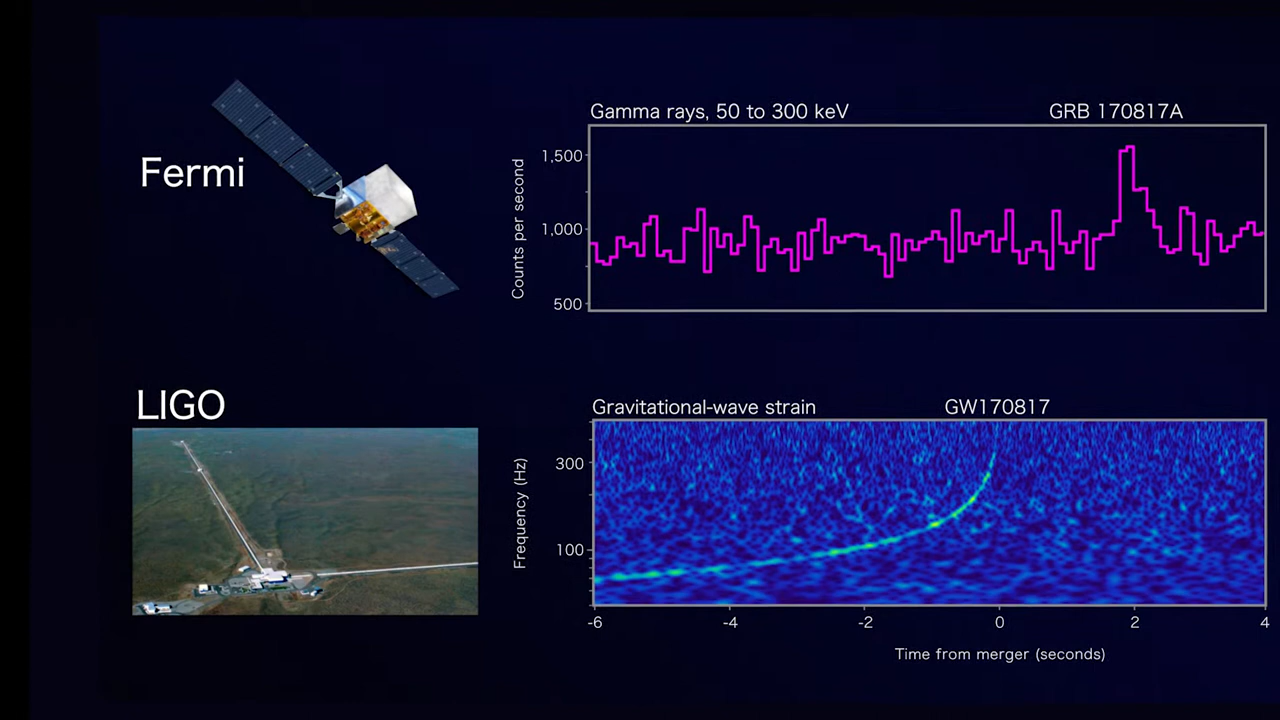 Fermi
Gamma rays, 50 to 300 keV
GRB 170817A
Counts per second
1,500
1,000
500
LIGO
Gravitational-wave strain
GW170817
Frequency (Hz)
300
100
-6 -4 -2 0 2 4
Time from merger (seconds)